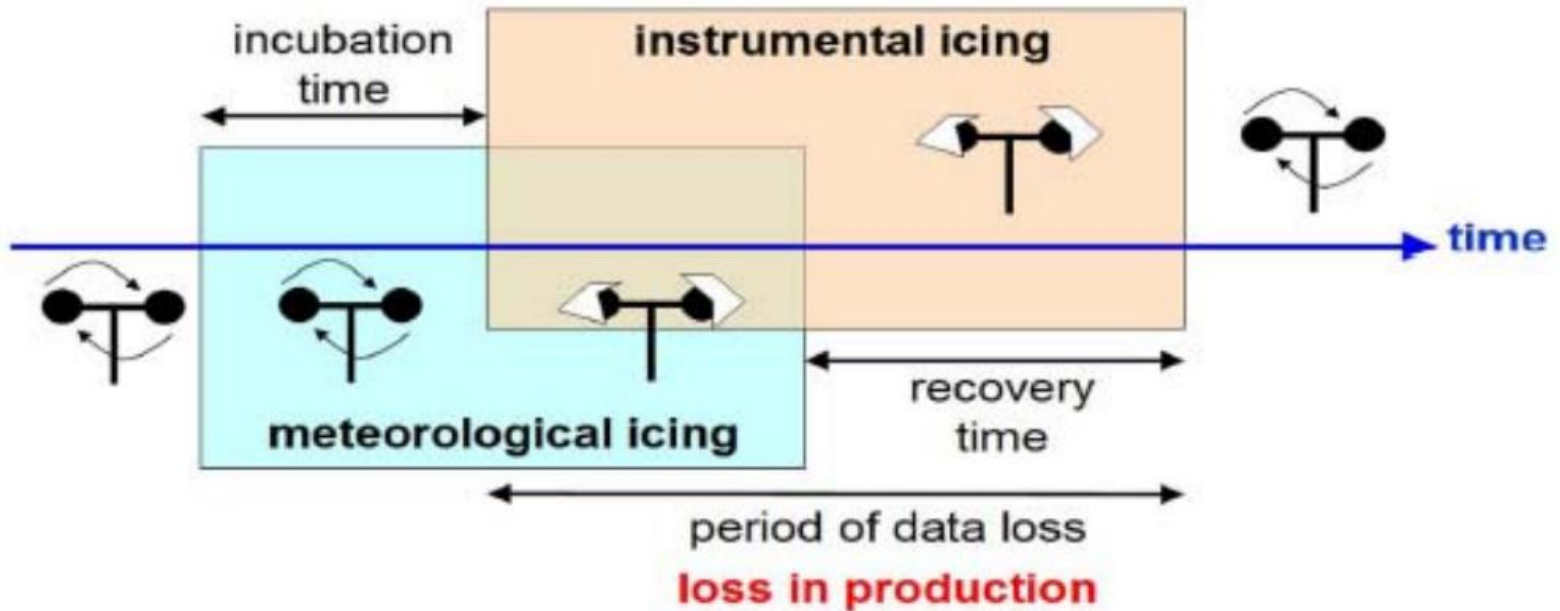 incubation
time
instrumental icing
time
meteorological icing
recovery
time
period of data loss
loss in production